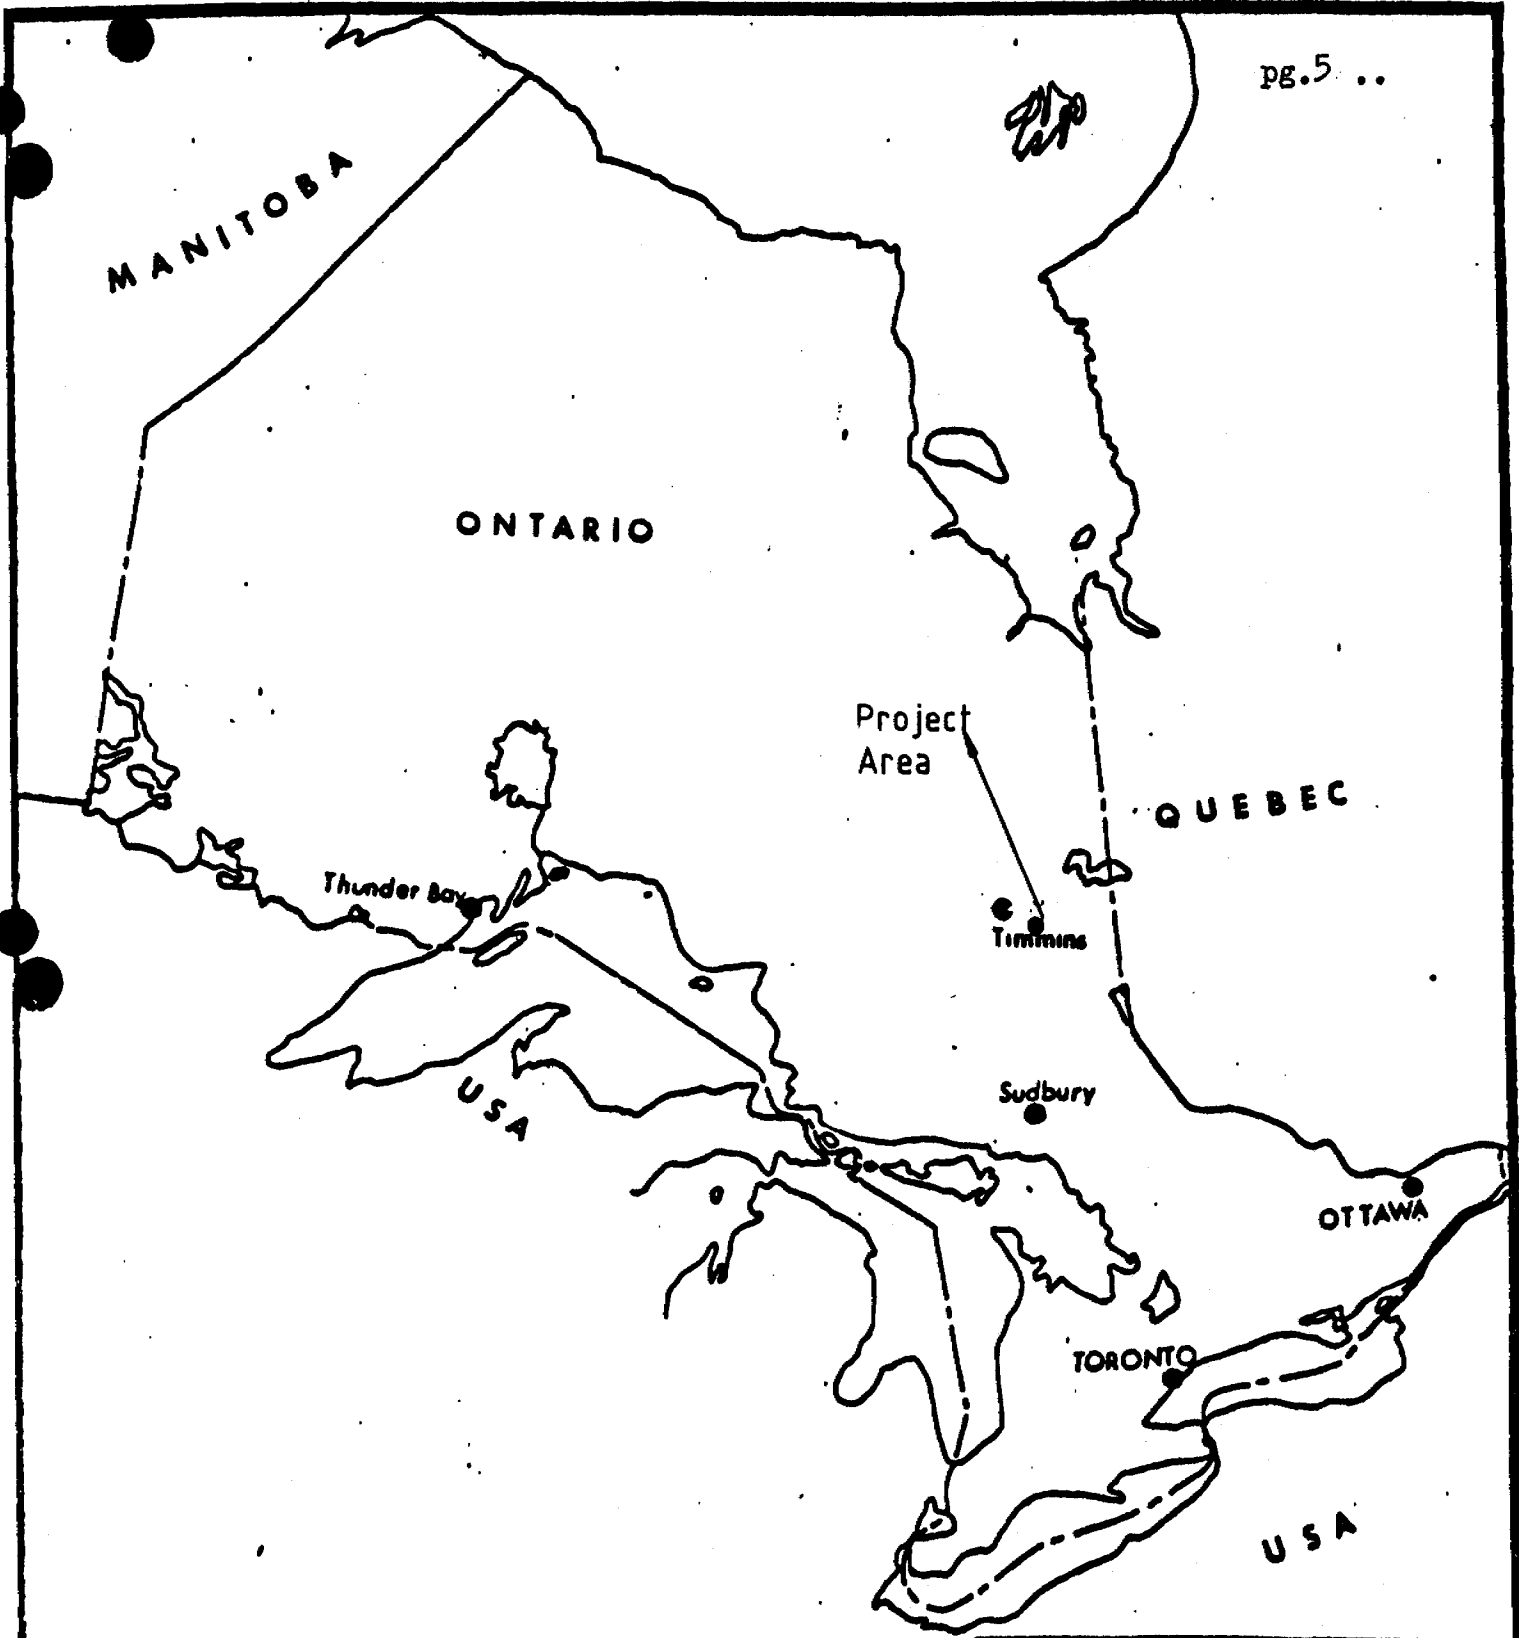 pg.5 ..
MANITOBA
ONTARIO
Project
Area
QUEBEC
Thunder Bay
Timmins
USA
Sudbury
OTTAWA
TORONTO
USA